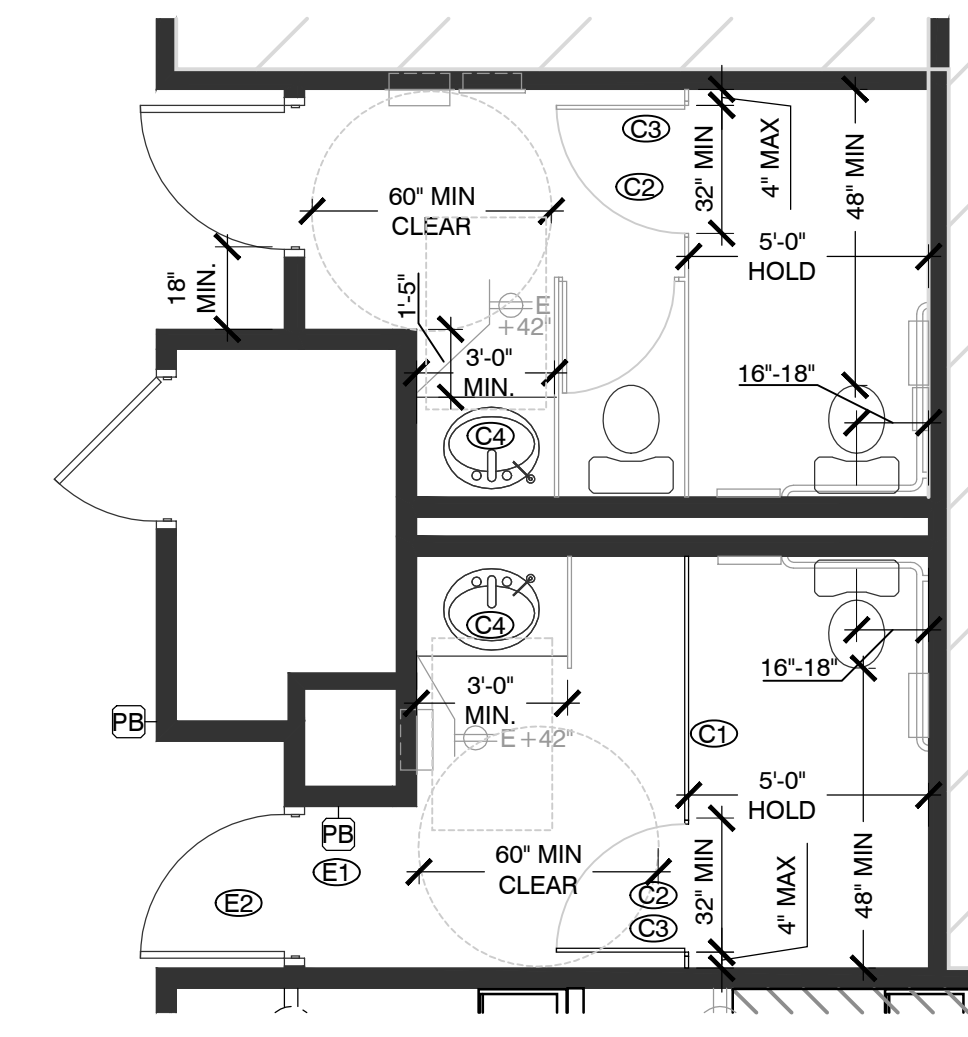 C3
C2
32" MIN
4" MAX
48" MIN
60" MIN
CLEAR
5'-0"
HOLD
18"
MIN.
1'-5"
E
+42"
3'-0"
MIN.
16"-18"
C4
C4
16"-18"
3'-0"
MIN.
PB
E +42"
C1
5'-0"
HOLD
PB
60" MIN
CLEAR
E1
E2
C2
C3
32" MIN
4" MAX
48" MIN